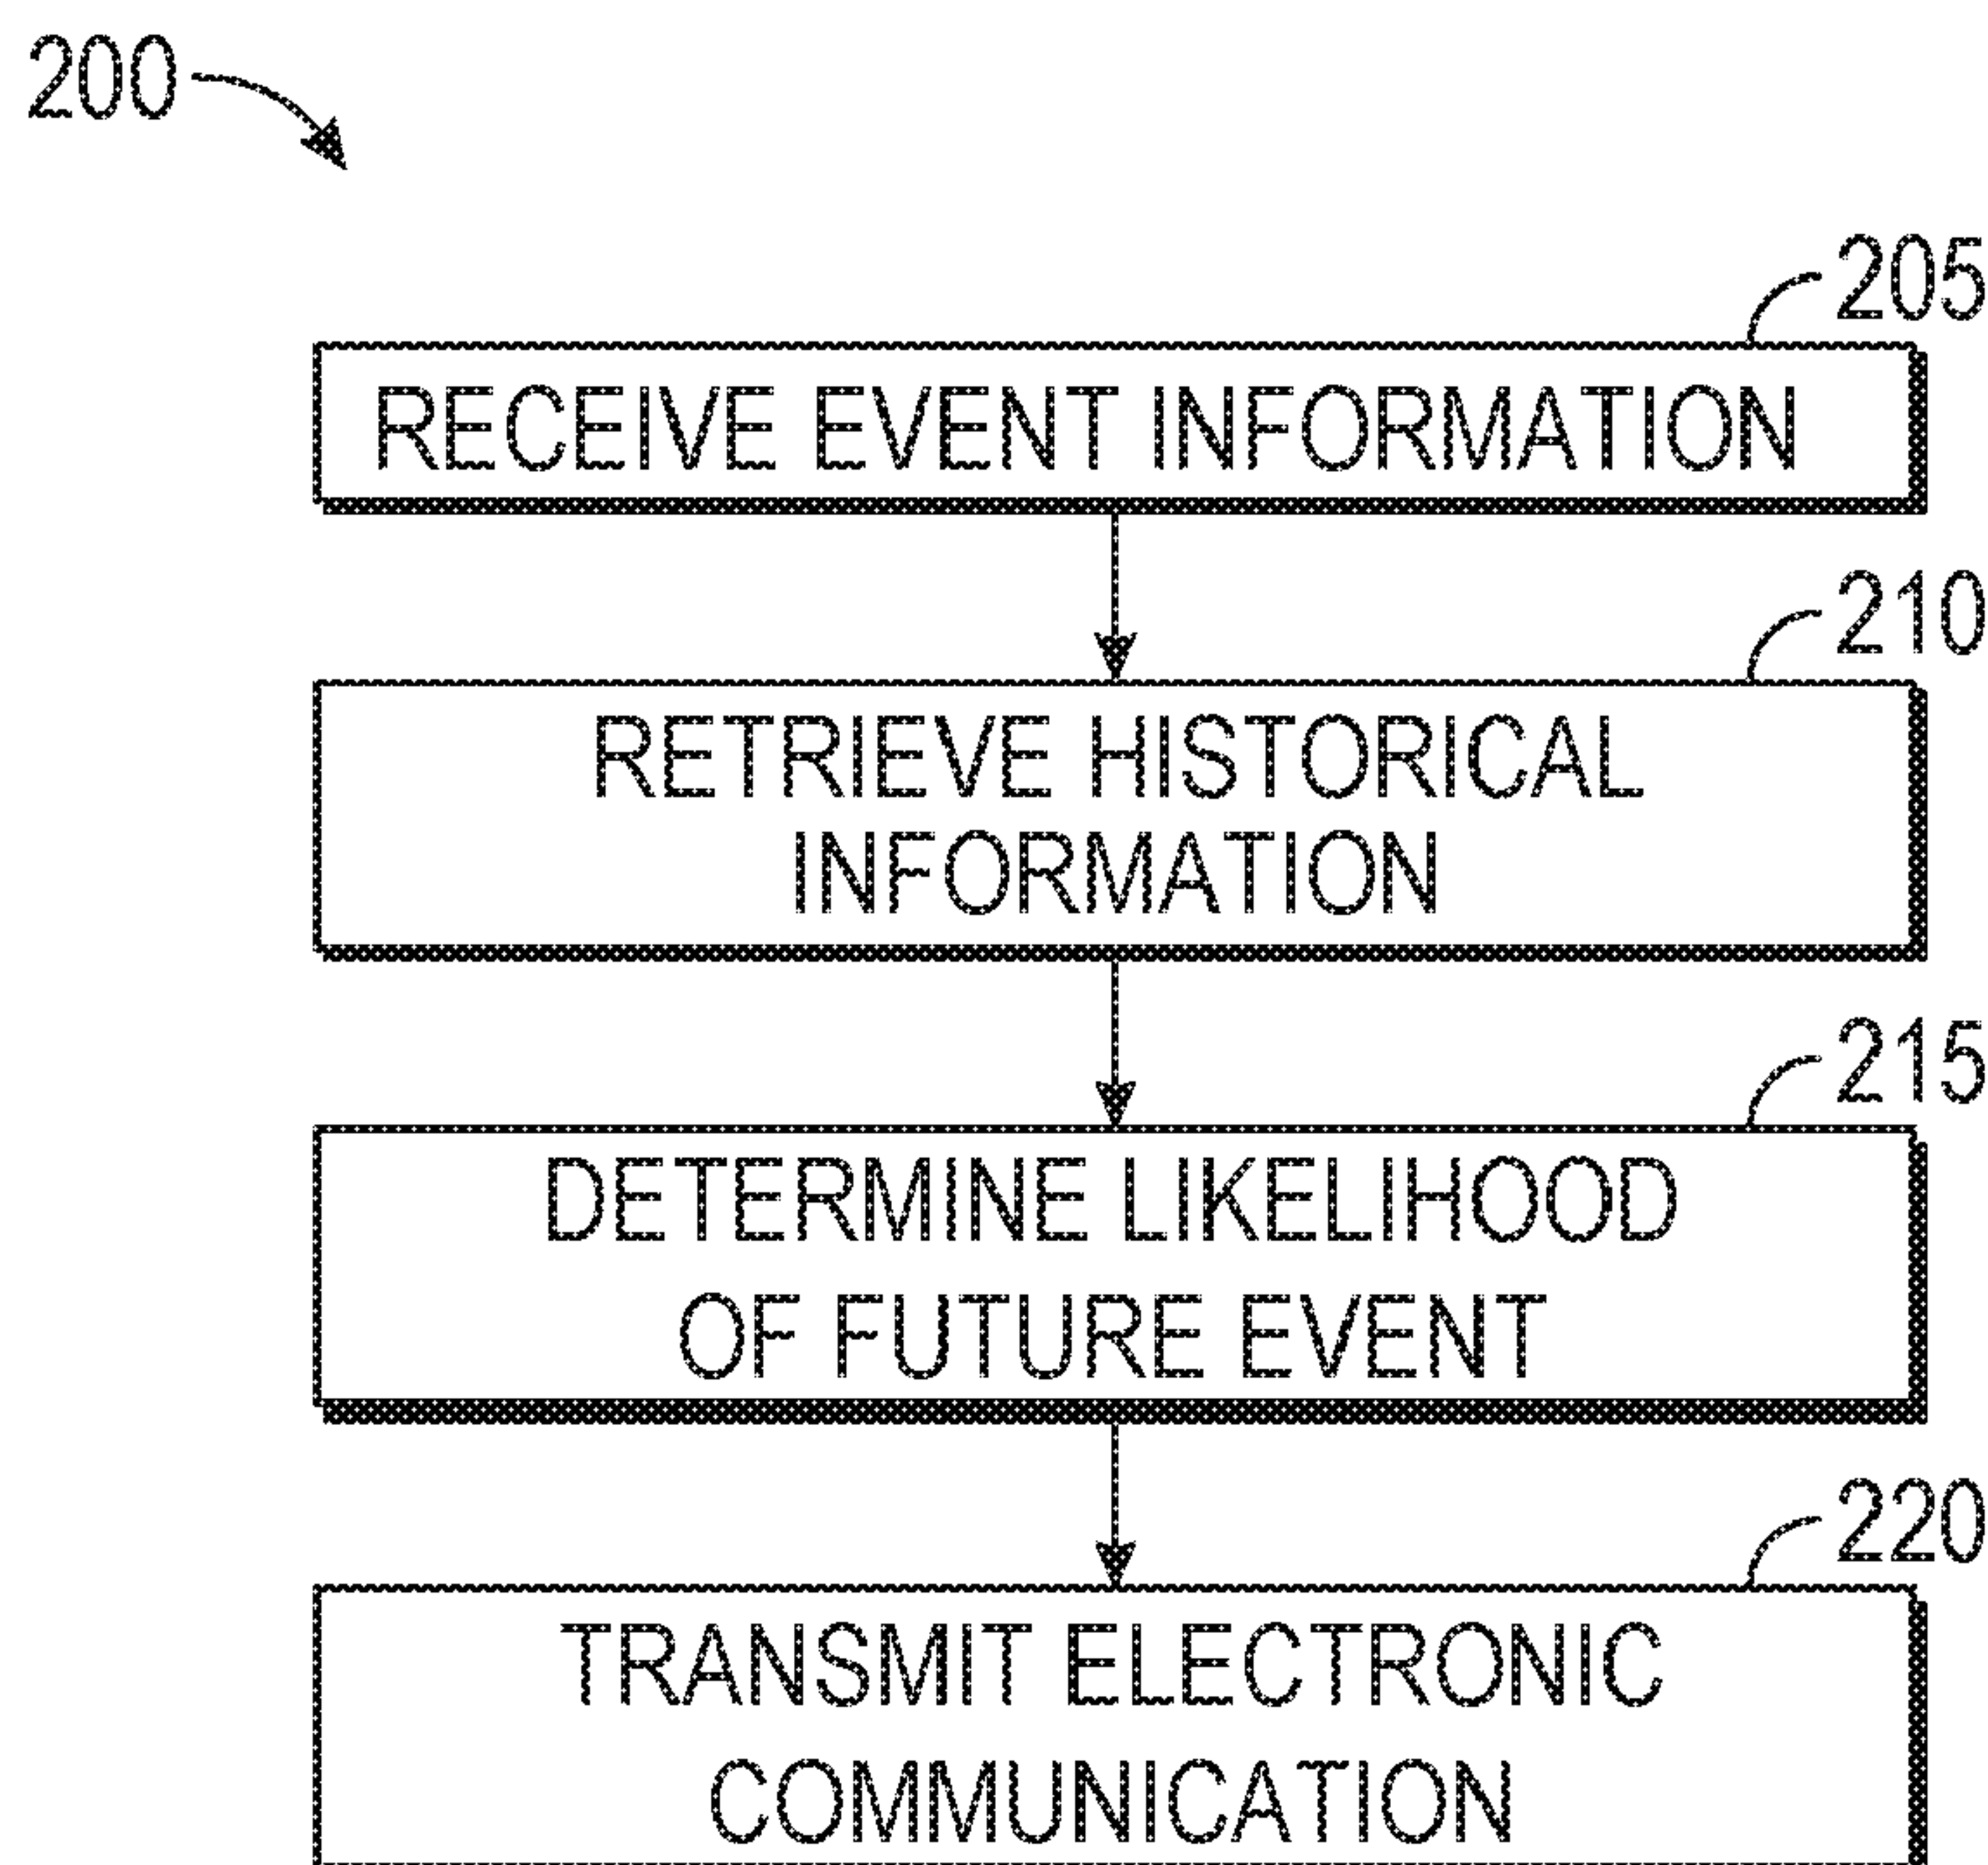 200
205
RECEIVE EVENT INFORMATION
210
RETRIEVE HISTORICAL
INFORMATION
215
DETERMINE LIKELIHOOD
OF FUTURE EVENT
220
TRANSMIT ELECTRONIC
COMMUNICATION